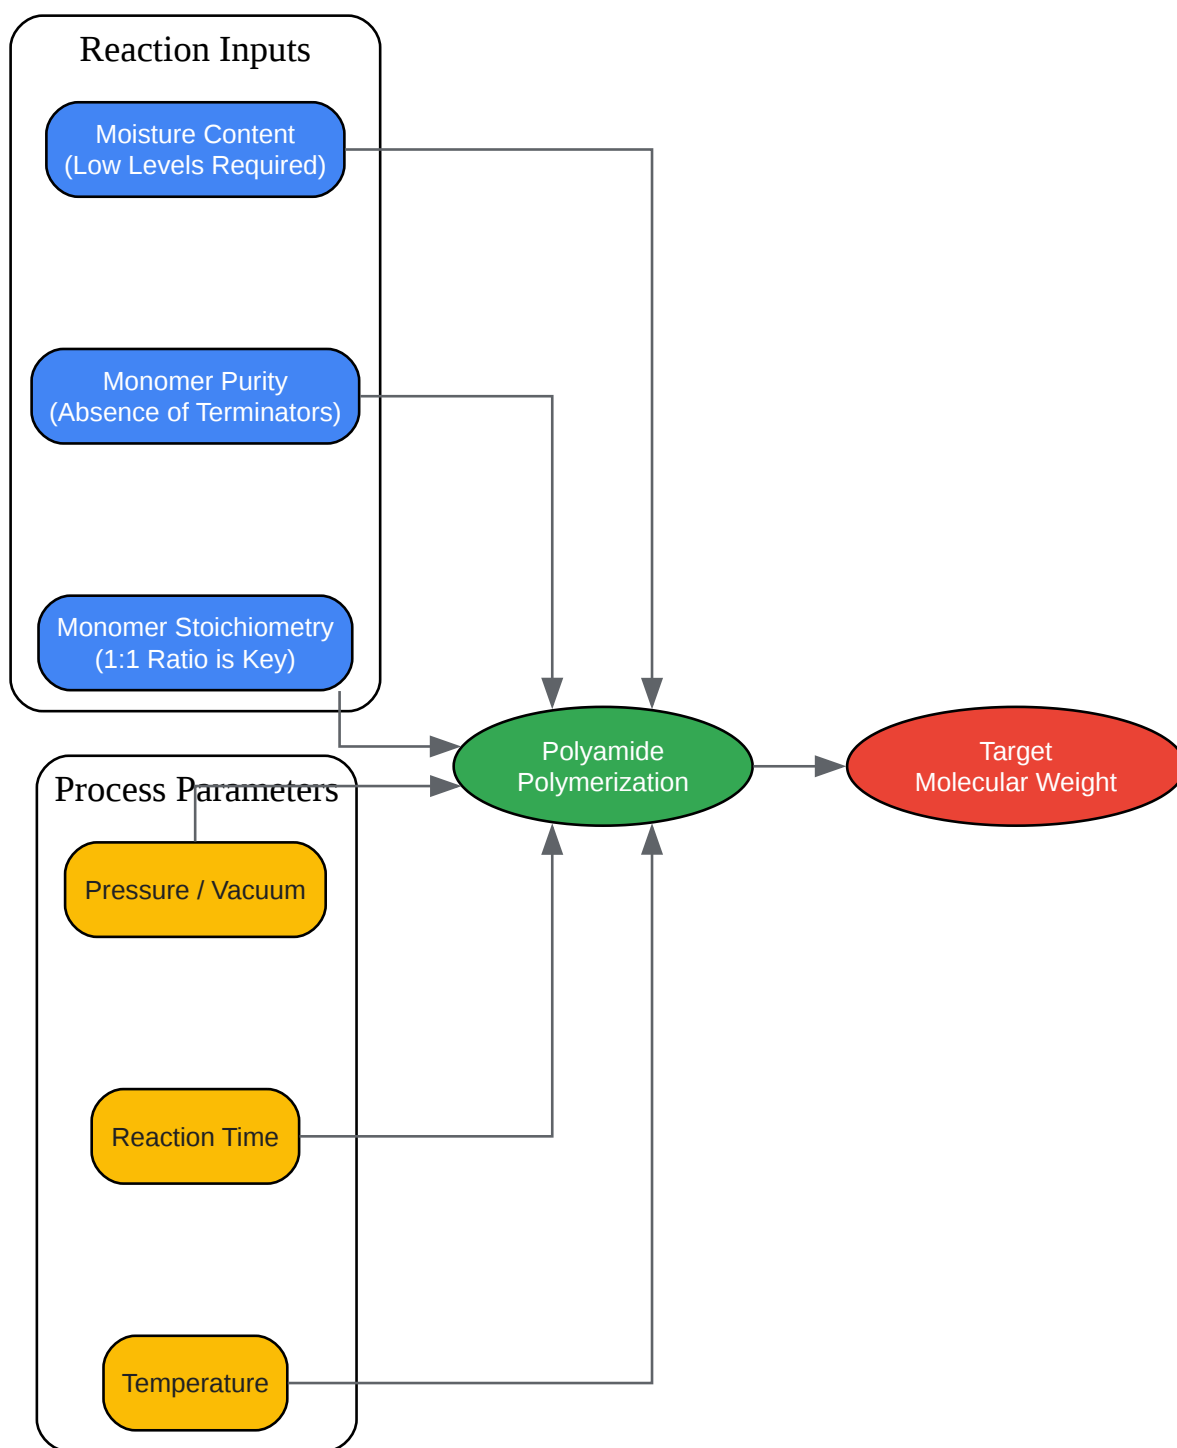 Reaction Inputs
Moisture Content
(Low Levels Required)
Monomer Purity
(Absence of Terminators)
Monomer Stoichiometry
(1:1 Ratio is Key)
Process Parameters
Pressure / Vacuum
Reaction Time
Temperature
Polyamide
Polymerization
Target
Molecular Weight